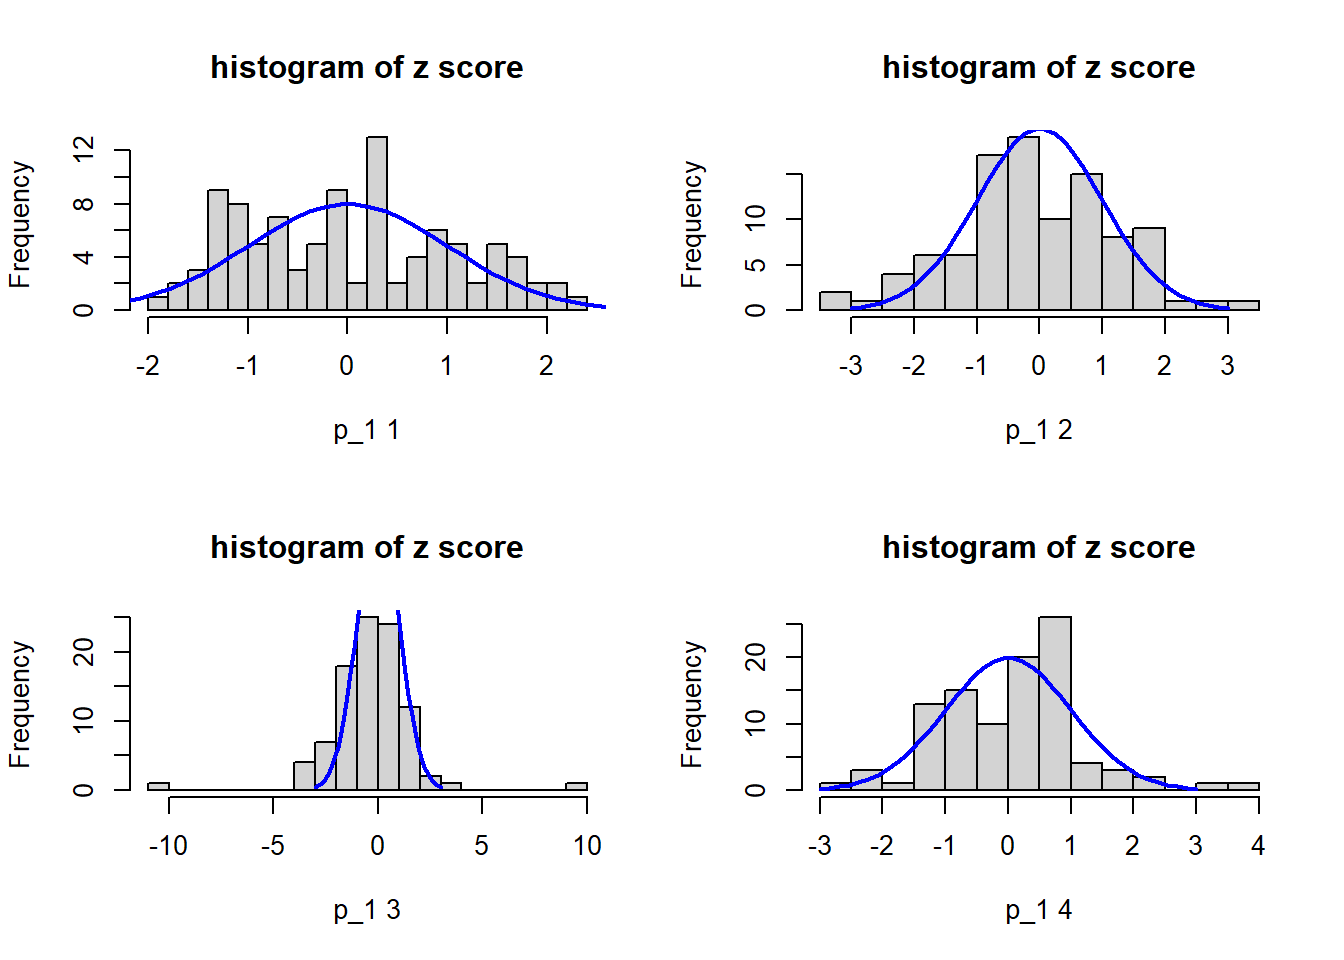 histogram of z score
Frequency
0 4 8 12
-2 -1 0 1 2
p_1 1
histogram of z score
Frequency
0 5 10
-3 -2 -1 0 1 2 3
p_1 2
histogram of z score
Frequency
0 10 20
-10 -5 0 5 10
p_1 3
histogram of z score
Frequency
0 10 20
-3 -2 -1 0 1 2 3 4
p_1 4